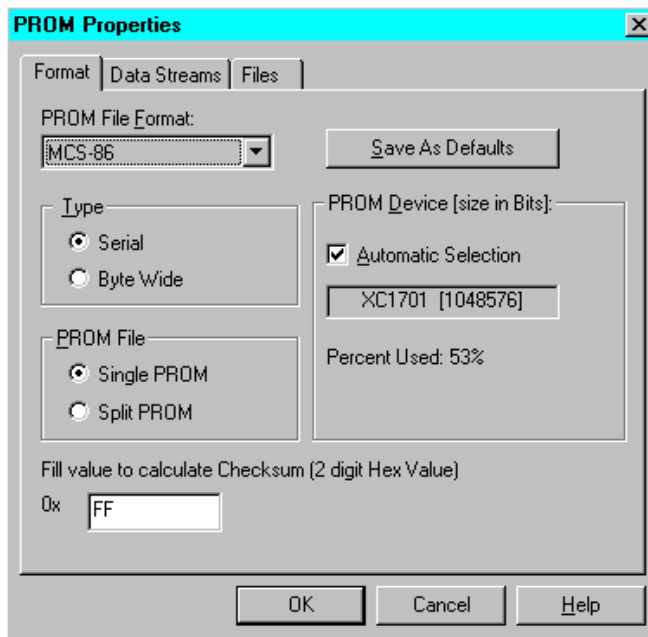 PROM Properties
Format
Data Streams
Files
PROM File Format:
MCS-86
Save As Defaults
Type
Serial
Byte Wide
PROM Device [size in Bits]:
Automatic Selection
XC1701 [1048576]
Percent Used: 53%
PROM File
Single PROM
Split PROM
Fill value to calculate Checksum (2 digit Hex Value)
0x FF
OK
Cancel
Help